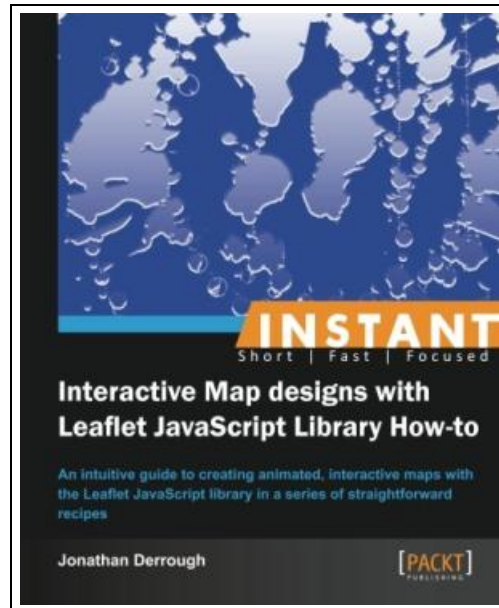 INSTANT
Short | Fast | Focused
Interactive Map designs with
Leaflet JavaScript Library How-to
An intuitive guide to creating animated, interactive maps with
the Leaflet JavaScript library in a series of straightforward
recipes
Jonathan Derrough
[PACKT]
PUBLISHING